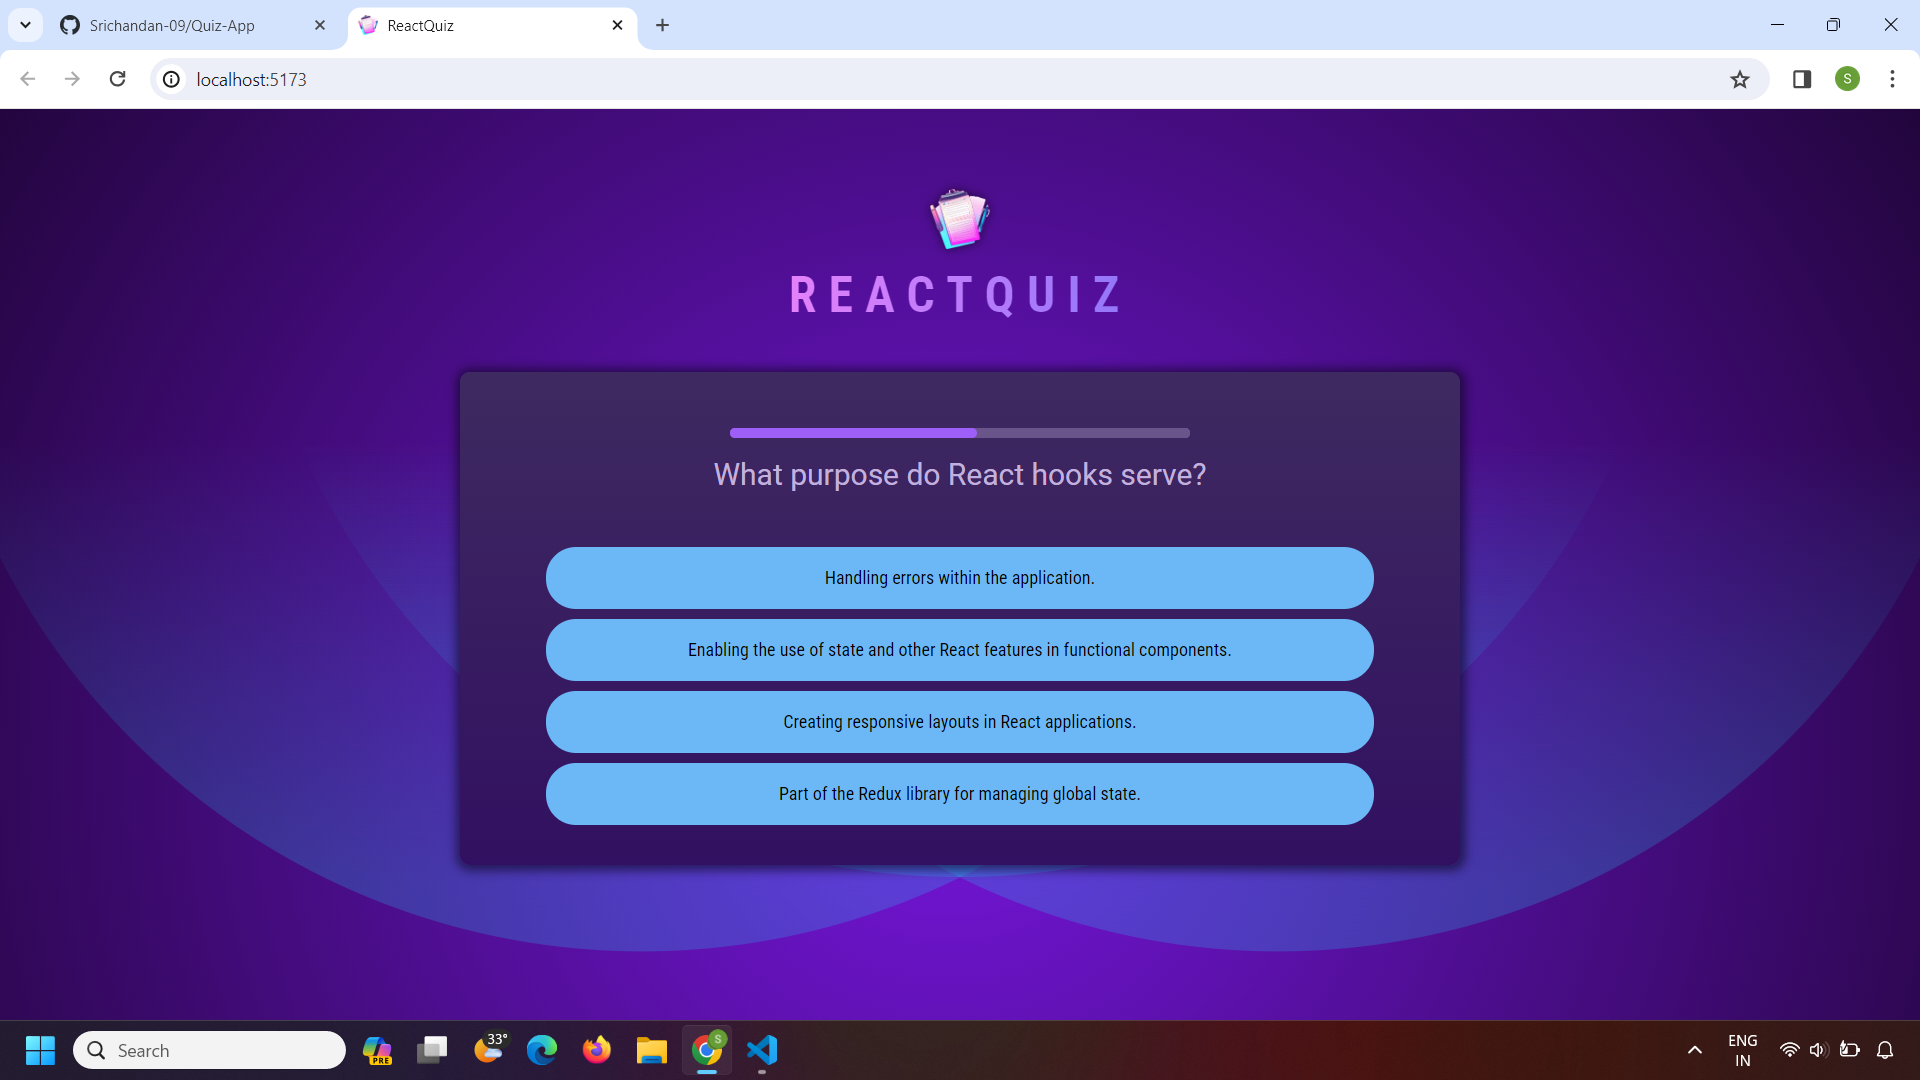 Srichandan-09/Quiz-App
ReactQuiz
localhost:5173
S
REACTQUIZ
What purpose do React hooks serve?
Handling errors within the application.
Enabling the use of state and other React features in functional components.
Creating responsive layouts in React applications.
Part of the Redux library for managing global state.
Search
PRE
33°
S
ENG
IN